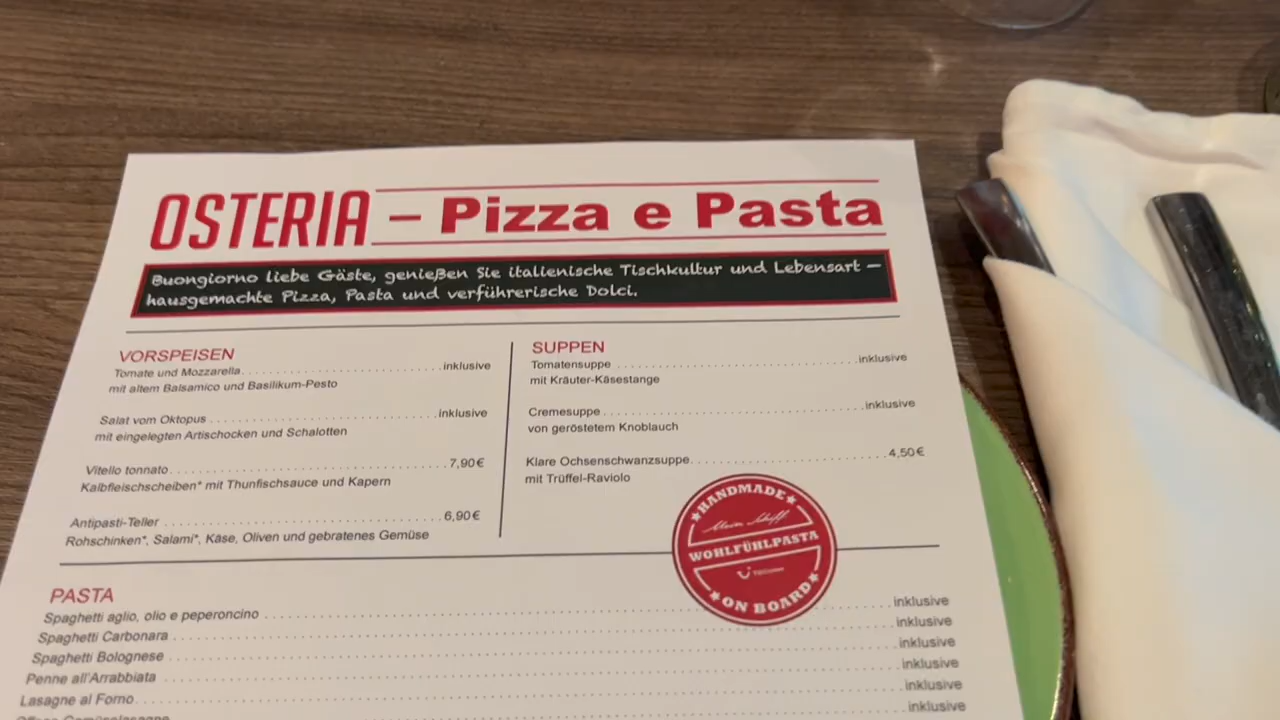 OSTERIA – Pizza e Pasta
Buongiorno liebe Gäste, genießen Sie italienische Tischkultur und Lebensart –
hausgemachte Pizza, Pasta und verführerische Dolci.
VORSPEISEN
Tomate und Mozzarella inklusive
mit altem Balsamico und Basilikum-Pesto
Salat vom Oktopus inklusive
mit eingelegten Artischocken und Schalotten
Vitello tonnato 7,90€
Kalbfleischscheiben* mit Thunfischsauce und Kapern
Antipasti-Teller 6,90€
Rohschinken*, Salami*, Käse, Oliven und gebratenes Gemüse
SUPPEN
Tomatensuppe inklusive
mit Kräuter-Käsestange
Cremesuppe inklusive
von geröstetem Knoblauch
Klare Ochsenschwanzsuppe 4,50€
mit Trüffel-Raviolo
HANDMADE
Mein Schiff
WOHLFÜHLPASTA
ON BOARD
PASTA
Spaghetti aglio, olio e peperoncino inklusive
Spaghetti Carbonara inklusive
Spaghetti Bolognese inklusive
Penne all'Arrabbiata inklusive
Lasagne al Forno inklusive
Offene Gemüselasagne inklusive